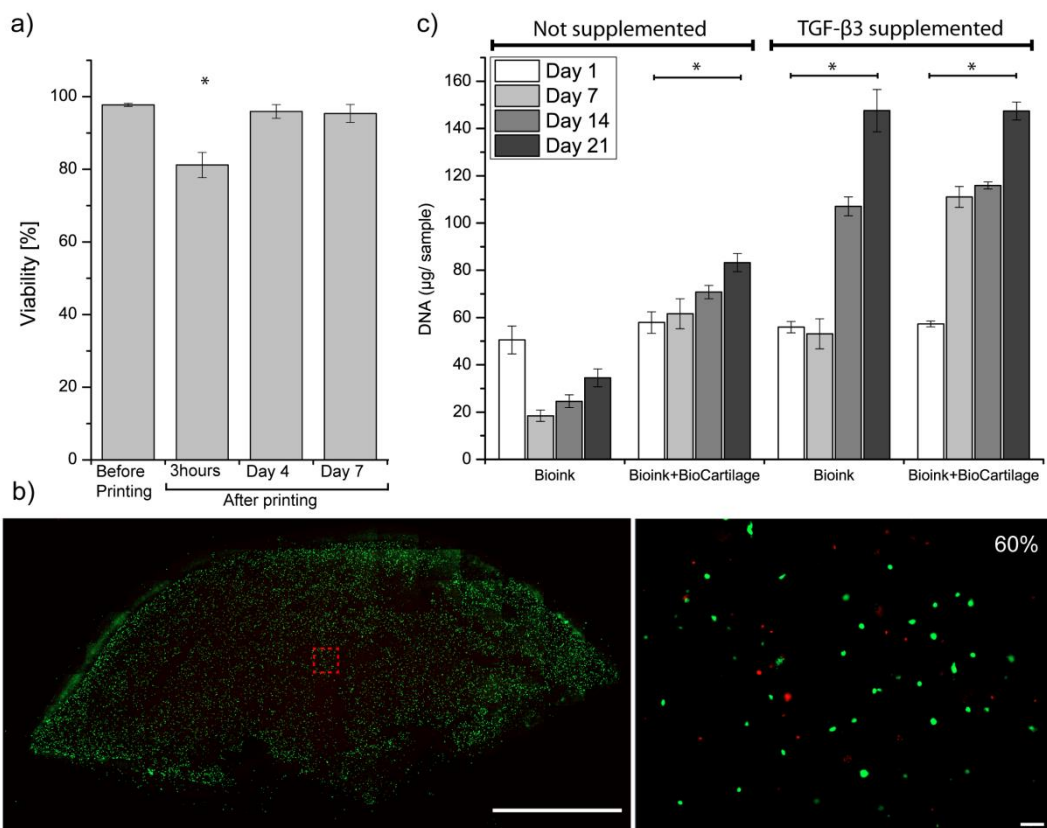 a)
Viability [%]
100
80
60
40
20
0
*
Before Printing
3hours
Day 4
Day 7
After printing
c)
Not supplemented
TGF-β3 supplemented
DNA (µg/ sample)
160
140
120
100
80
60
40
20
0
Day 1
Day 7
Day 14
Day 21
*
*
*
Bioink
Bioink+BioCartilage
Bioink
Bioink+BioCartilage
b)
60%